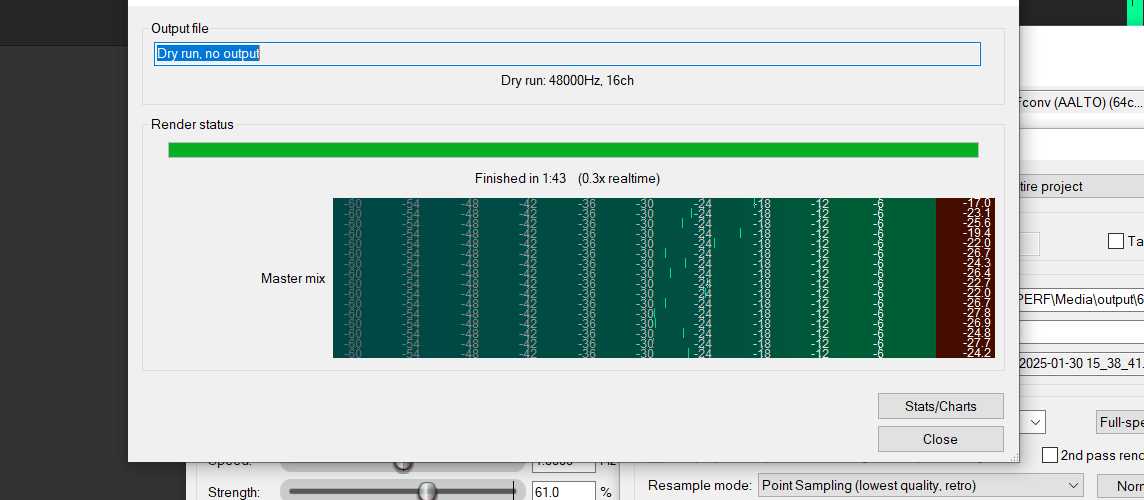 Output file
Dry run, no output
Dry run: 48000Hz, 16ch
Render status
Finished in 1:43 (0.3x realtime)
Master mix
-60 -54 -48 -42 -36 -30 -24 -18 -12 -6 -17.0
-60 -54 -48 -42 -36 -30 -24 -18 -12 -6 -23.1
-60 -54 -48 -42 -36 -30 -24 -18 -12 -6 -25.6
-60 -54 -48 -42 -36 -30 -24 -18 -12 -6 -19.4
-60 -54 -48 -42 -36 -30 -24 -18 -12 -6 -22.0
-60 -54 -48 -42 -36 -30 -24 -18 -12 -6 -26.7
-60 -54 -48 -42 -36 -30 -24 -18 -12 -6 -24.3
-60 -54 -48 -42 -36 -30 -24 -18 -12 -6 -26.4
-60 -54 -48 -42 -36 -30 -24 -18 -12 -6 -22.7
-60 -54 -48 -42 -36 -30 -24 -18 -12 -6 -22.0
-60 -54 -48 -42 -36 -30 -24 -18 -12 -6 -26.7
-60 -54 -48 -42 -36 -30 -24 -18 -12 -6 -27.8
-60 -54 -48 -42 -36 -30 -24 -18 -12 -6 -26.9
-60 -54 -48 -42 -36 -30 -24 -18 -12 -6 -24.8
-60 -54 -48 -42 -36 -30 -24 -18 -12 -6 -27.7
-60 -54 -48 -42 -36 -30 -24 -18 -12 -6 -24.2
Stats/Charts
Close
fconv (AALTO) (64c...
tire project
Ta
PERF\Media\output\6
2025-01-30 15_38_41.
Full-spe
2nd pass rend
Speed:
Strength:
61.0 %
Resample mode:
Point Sampling (lowest quality, retro)
Norm